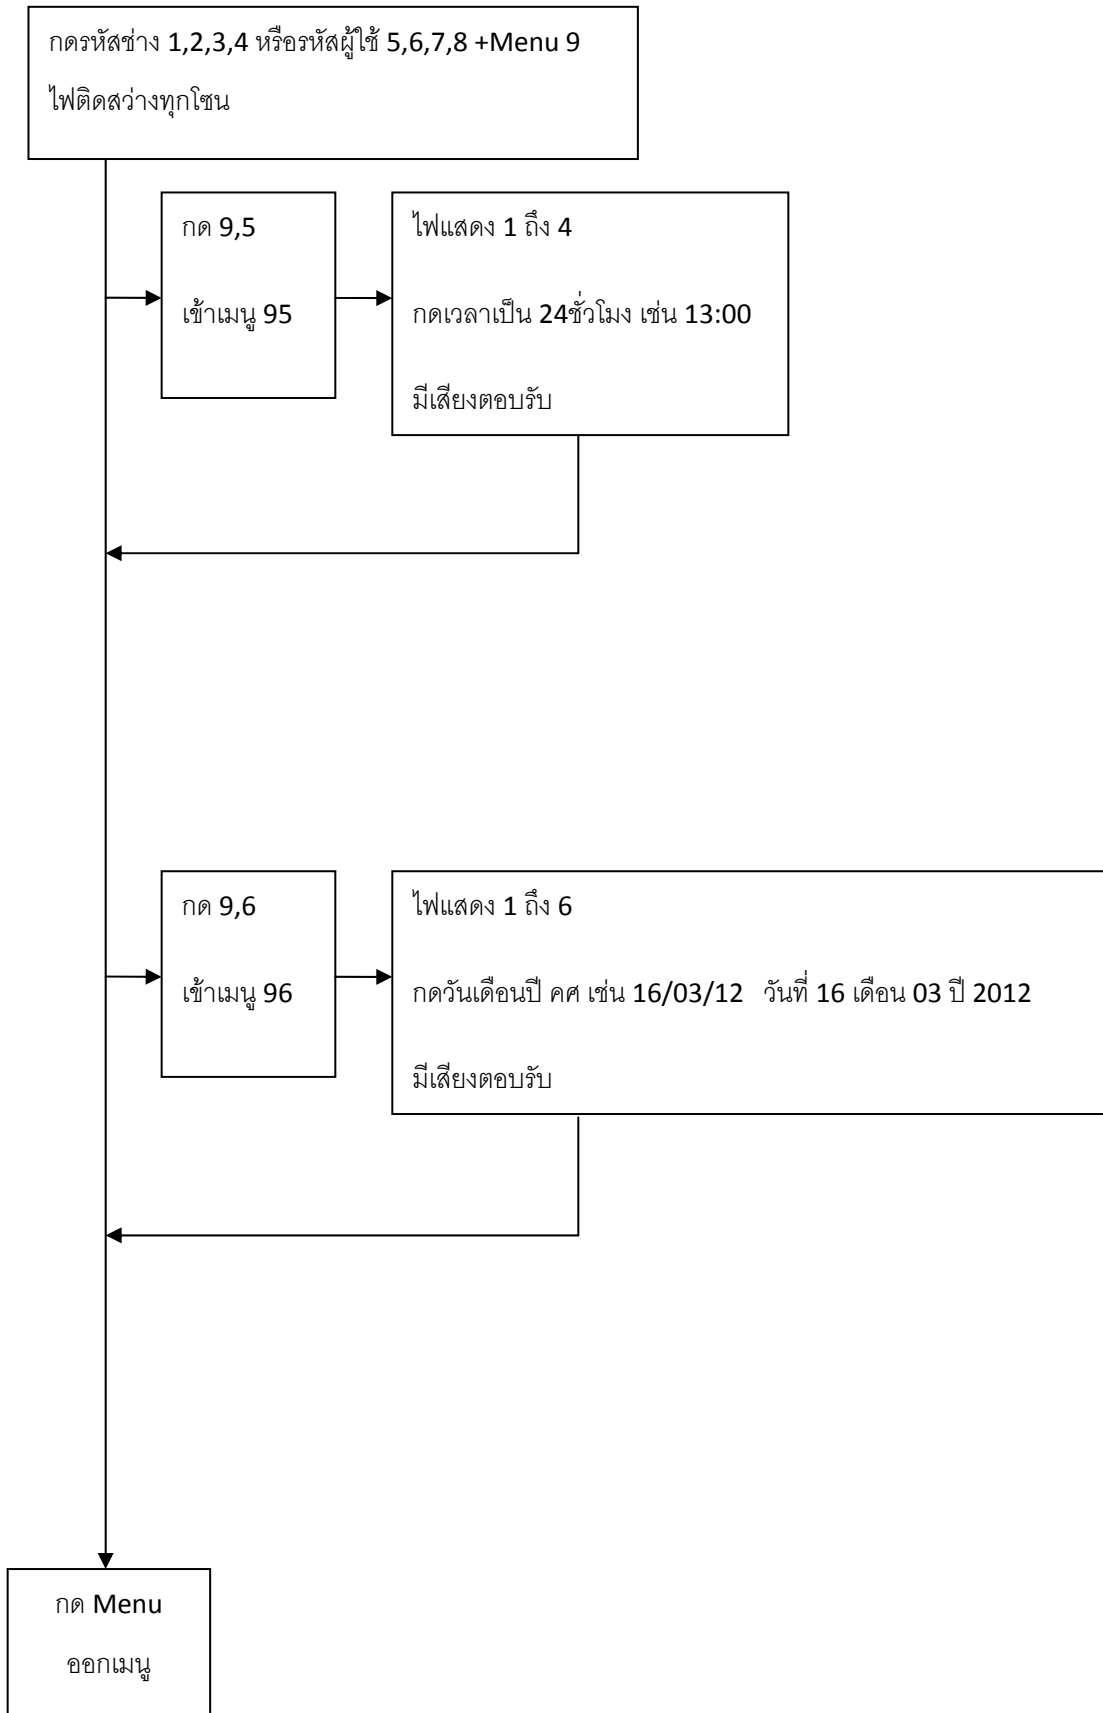 กดรหัสช่าง 1,2,3,4 หรือรหัสผู้ใช้ 5,6,7,8 +Menu 9
ไฟติดสว่างทุกโซน
กด 9,5
เข้าเมนู 95
ไฟแสดง 1 ถึง 4
กดเวลาเป็น 24ชั่วโมง เช่น 13:00
มีเสียงตอบรับ
กด 9,6
เข้าเมนู 96
ไฟแสดง 1 ถึง 6
กดวันเดือนปี คศ เช่น 16/03/12 วันที่ 16 เดือน 03 ปี 2012
มีเสียงตอบรับ
กด Menu
ออกเมนู